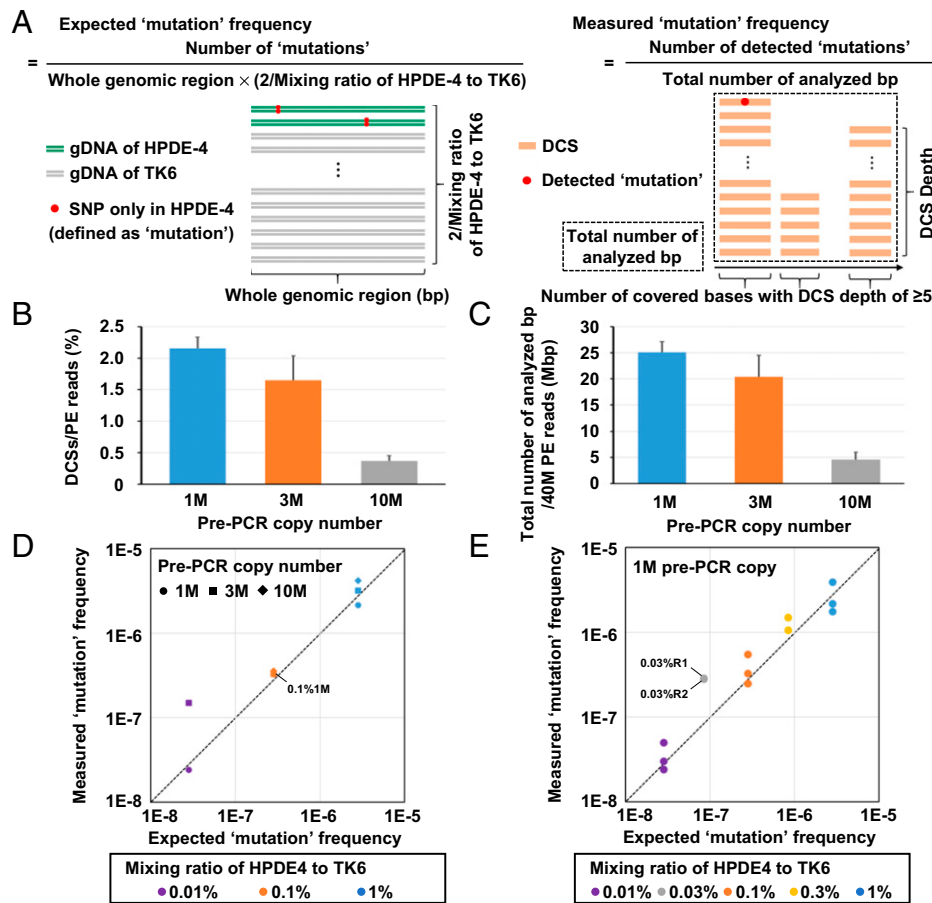 A
Expected ‘mutation’ frequency
= Number of ‘mutations’
Whole genomic region × (2/Mixing ratio of HPDE-4 to TK6)
gDNA of HPDE-4
gDNA of TK6
SNP only in HPDE-4
(defined as ‘mutation’)
⋮
2/Mixing ratio
of HPDE-4 to TK6
Whole genomic region (bp)
Measured ‘mutation’ frequency
= Number of detected ‘mutations’
Total number of analyzed bp
DCS
Detected ‘mutation’
Total number of
analyzed bp
⋮
⋮
DCS Depth
Number of covered bases with DCS depth of ≥5
B
DCSs/PE reads (%)
2.5
2.0
1.5
1.0
0.5
0
1M 3M 10M
Pre-PCR copy number
C
Total number of analyzed bp
/40M PE reads (Mbp)
30
25
20
15
10
5
0
1M 3M 10M
Pre-PCR copy number
D
Measured ‘mutation’ frequency
1E-5
1E-6
1E-7
1E-8
Pre-PCR copy number
1M 3M 10M
0.1%1M
1E-8 1E-7 1E-6 1E-5
Expected ‘mutation’ frequency
Mixing ratio of HPDE4 to TK6
0.01% 0.1% 1%
E
Measured ‘mutation’ frequency
1E-5
1E-6
1E-7
1E-8
1M pre-PCR copy
0.03%R1
0.03%R2
1E-8 1E-7 1E-6 1E-5
Expected ‘mutation’ frequency
Mixing ratio of HPDE4 to TK6
0.01% 0.03% 0.1% 0.3% 1%